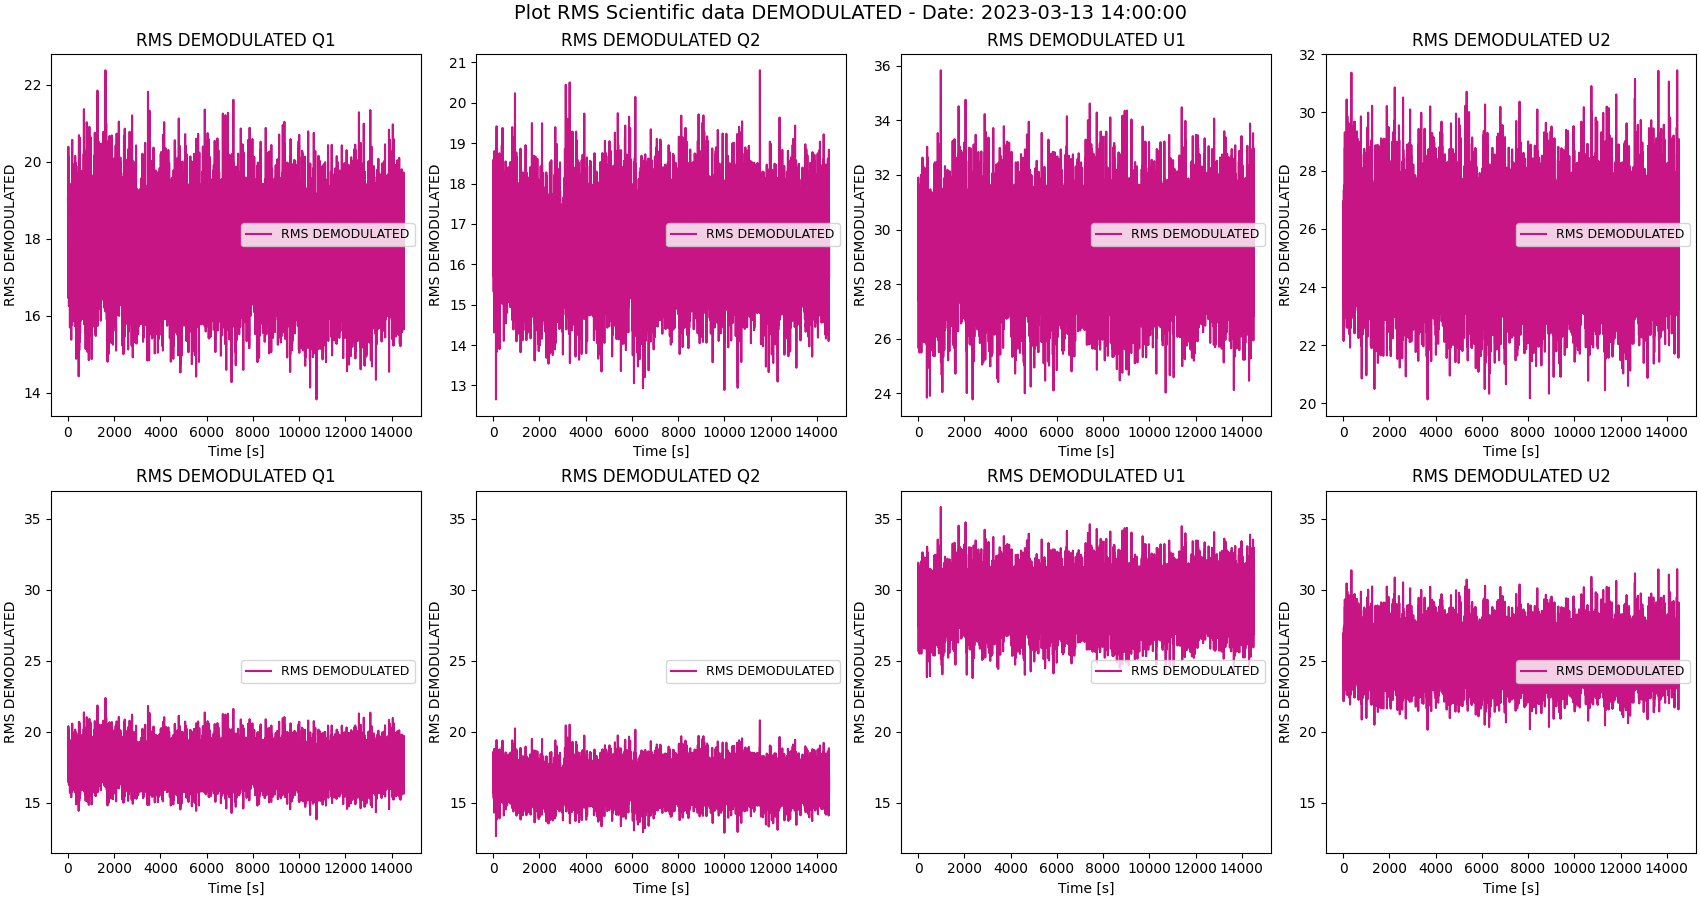 Plot RMS Scientific data DEMODULATED - Date: 2023-03-13 14:00:00
RMS DEMODULATED Q1
22
20
18
16
14
RMS DEMODULATED
RMS DEMODULATED
0 2000 4000 6000 8000 10000 12000 14000
Time [s]
RMS DEMODULATED Q2
21
20
19
18
17
16
15
14
13
RMS DEMODULATED
RMS DEMODULATED
0 2000 4000 6000 8000 10000 12000 14000
Time [s]
RMS DEMODULATED U1
36
34
32
30
28
26
24
RMS DEMODULATED
RMS DEMODULATED
0 2000 4000 6000 8000 10000 12000 14000
Time [s]
RMS DEMODULATED U2
32
30
28
26
24
22
20
RMS DEMODULATED
RMS DEMODULATED
0 2000 4000 6000 8000 10000 12000 14000
Time [s]
RMS DEMODULATED Q1
35
30
25
20
15
RMS DEMODULATED
RMS DEMODULATED
0 2000 4000 6000 8000 10000 12000 14000
Time [s]
RMS DEMODULATED Q2
35
30
25
20
15
RMS DEMODULATED
RMS DEMODULATED
0 2000 4000 6000 8000 10000 12000 14000
Time [s]
RMS DEMODULATED U1
35
30
25
20
15
RMS DEMODULATED
RMS DEMODULATED
0 2000 4000 6000 8000 10000 12000 14000
Time [s]
RMS DEMODULATED U2
35
30
25
20
15
RMS DEMODULATED
RMS DEMODULATED
0 2000 4000 6000 8000 10000 12000 14000
Time [s]